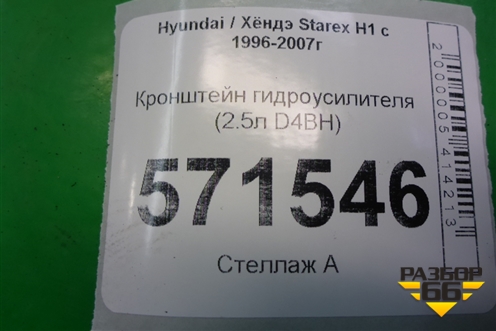 Hyundai / Хёндэ Starex H1 с
1996-2007г
Кронштейн гидроусилителя
(2.5л D4BH)
571546
Стеллаж А
2000005414213
РАЗБОР
66